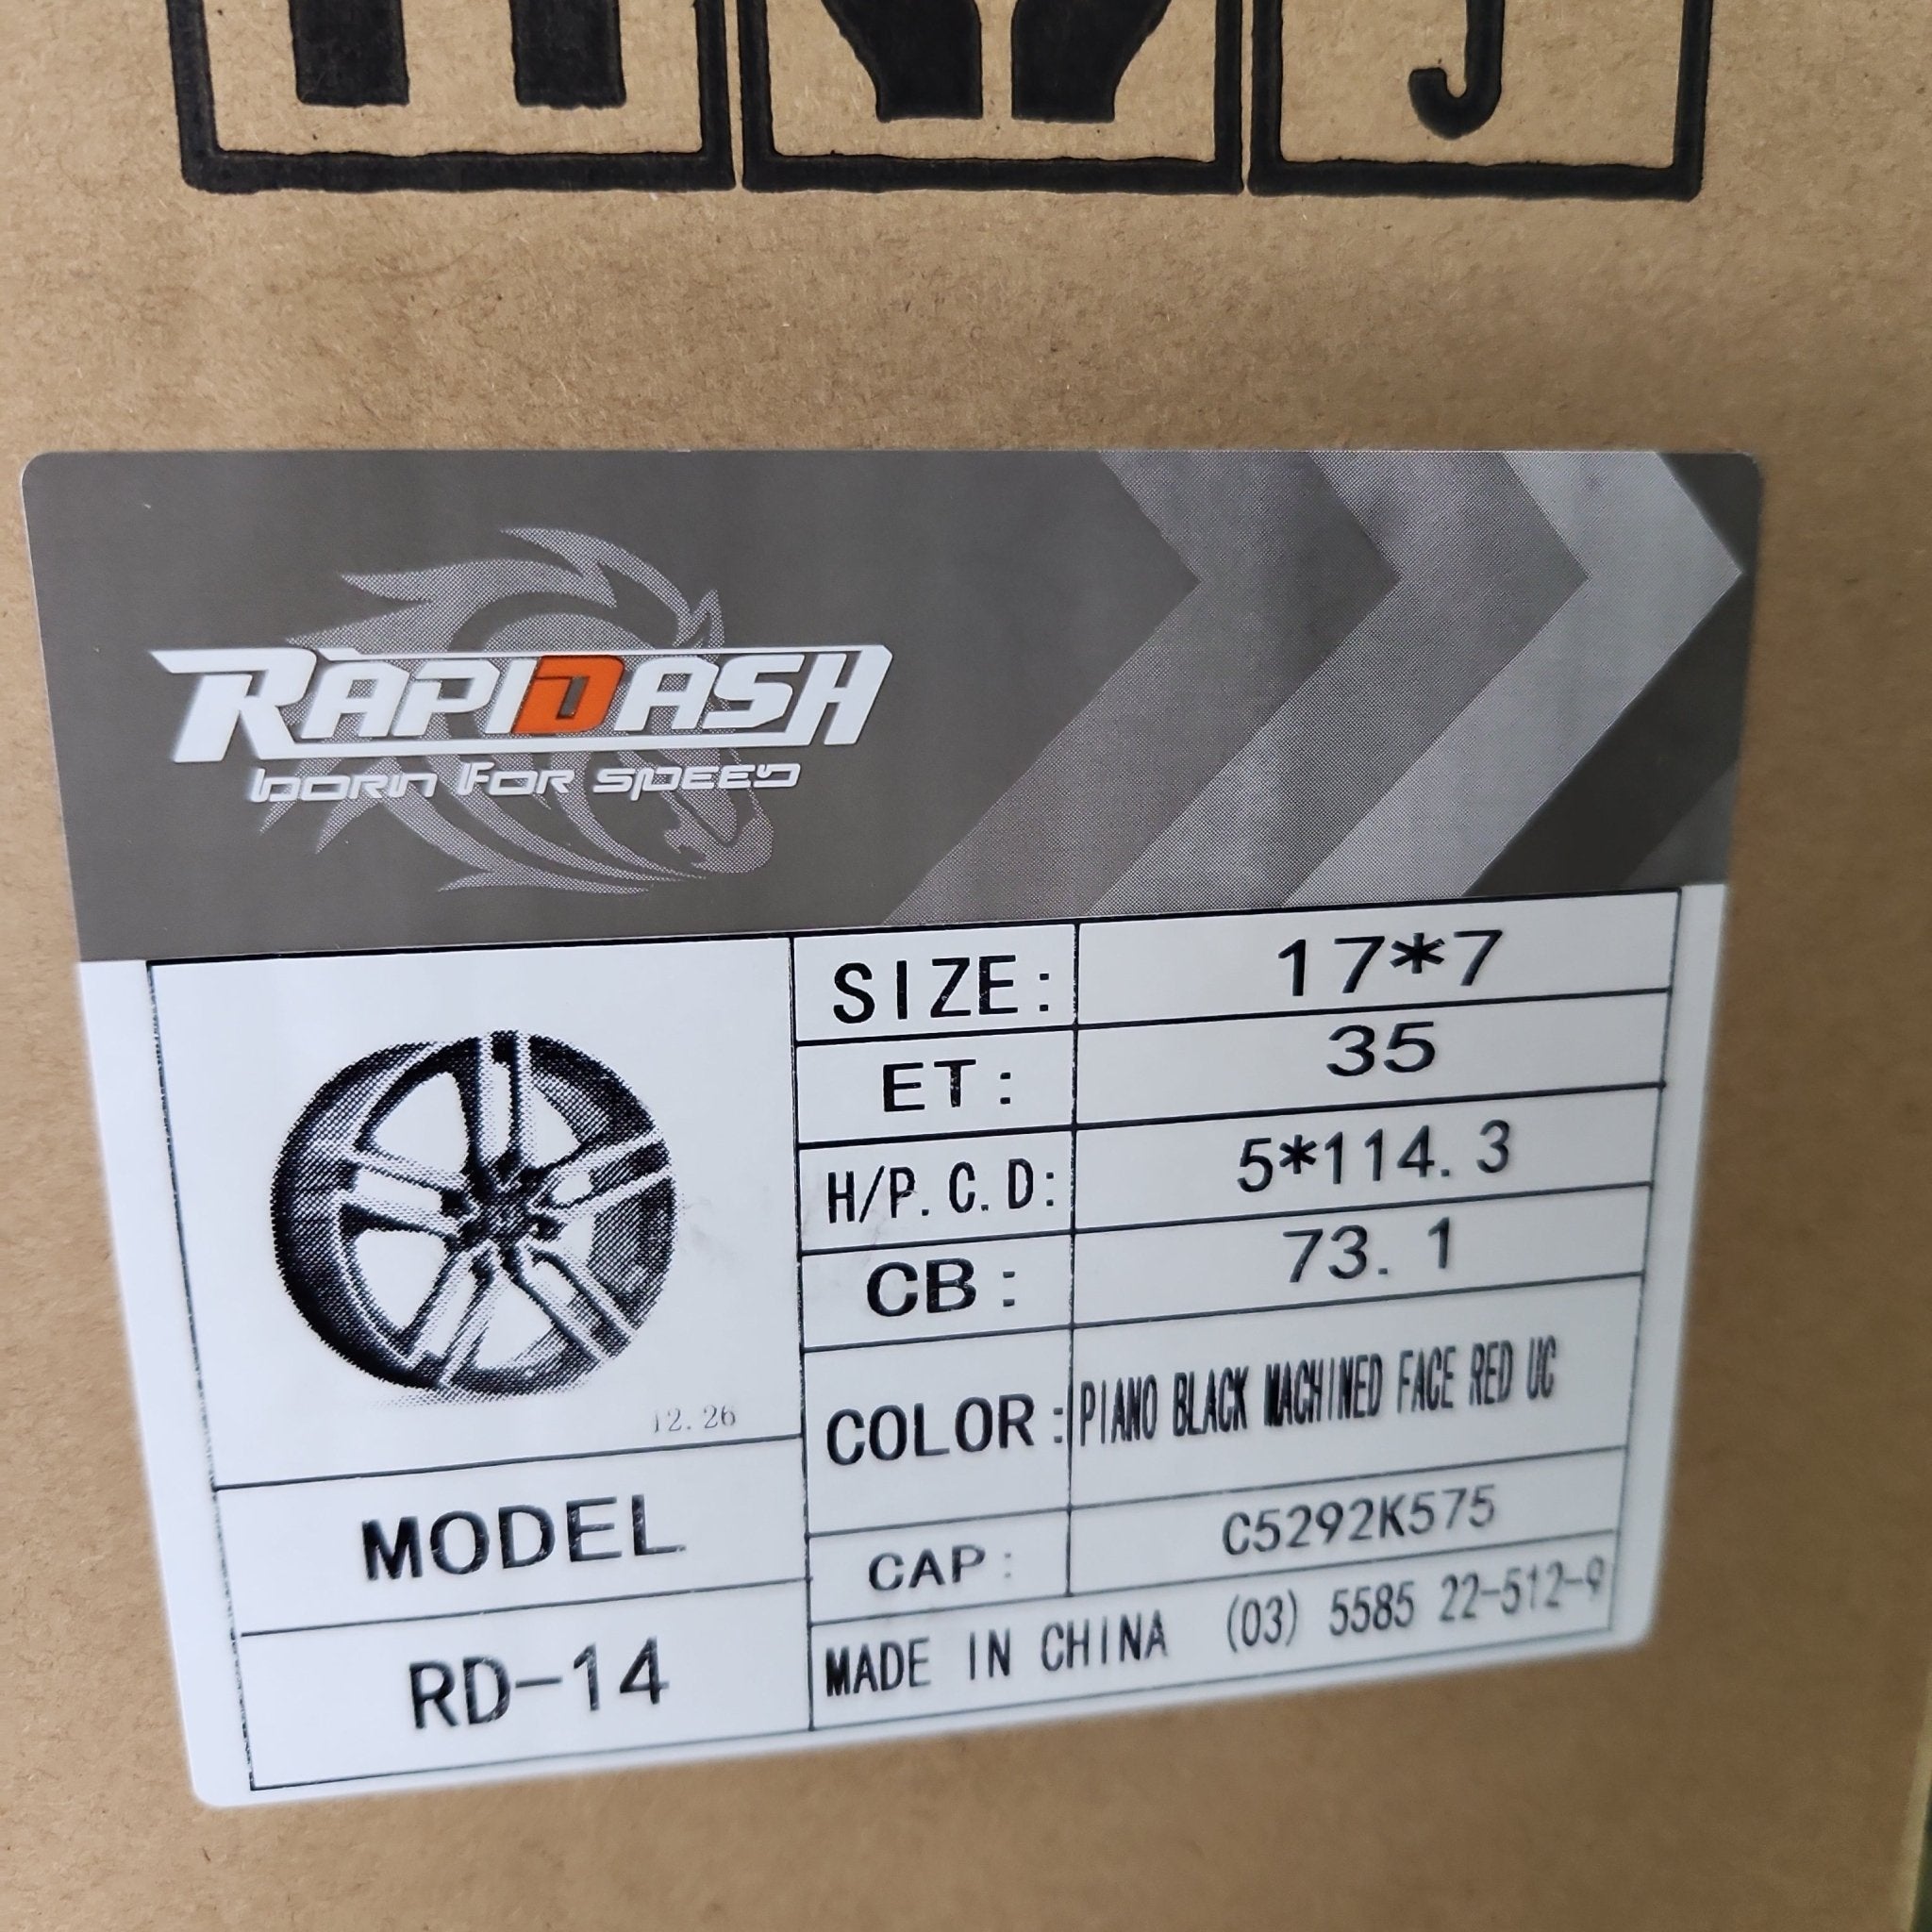 RAPIDASH
BORN FOR SPEED
SIZE: 17*7
ET: 35
H/P.C.D: 5*114.3
CB: 73.1
12.26
COLOR: PIANO BLACK MACHINED FACE RED UC
MODEL
CAP: C5292K575
RD-14
MADE IN CHINA (03) 5585 22-512-9